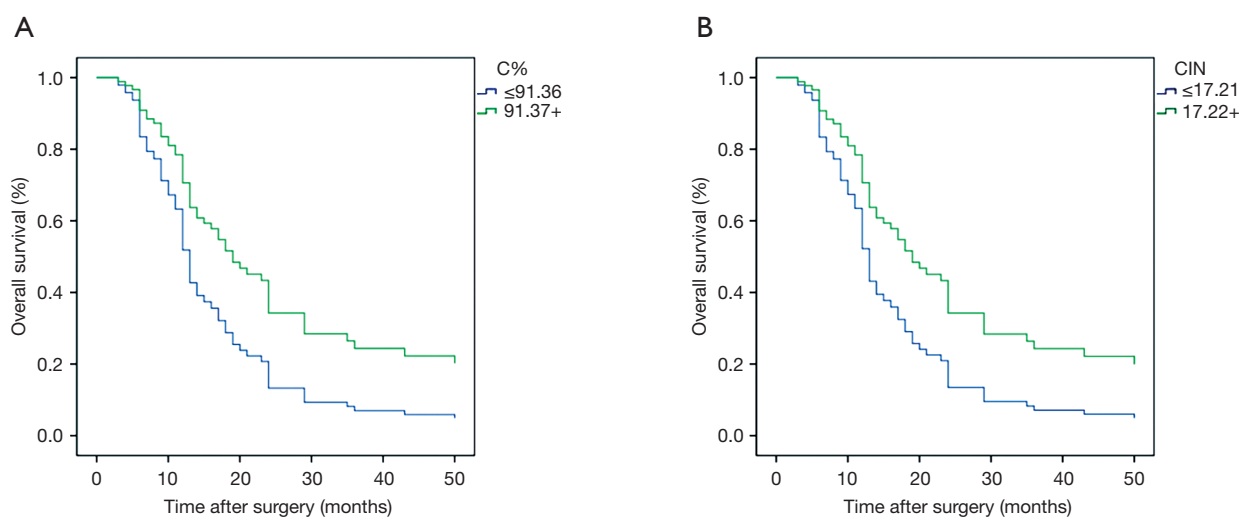 A
C%
≤91.36
91.37+
1.0
0.8
0.6
0.4
0.2
0.0
Overall survival (%)
0 10 20 30 40 50
Time after surgery (months)
B
CIN
≤17.21
17.22+
1.0
0.8
0.6
0.4
0.2
0.0
Overall survival (%)
0 10 20 30 40 50
Time after surgery (months)